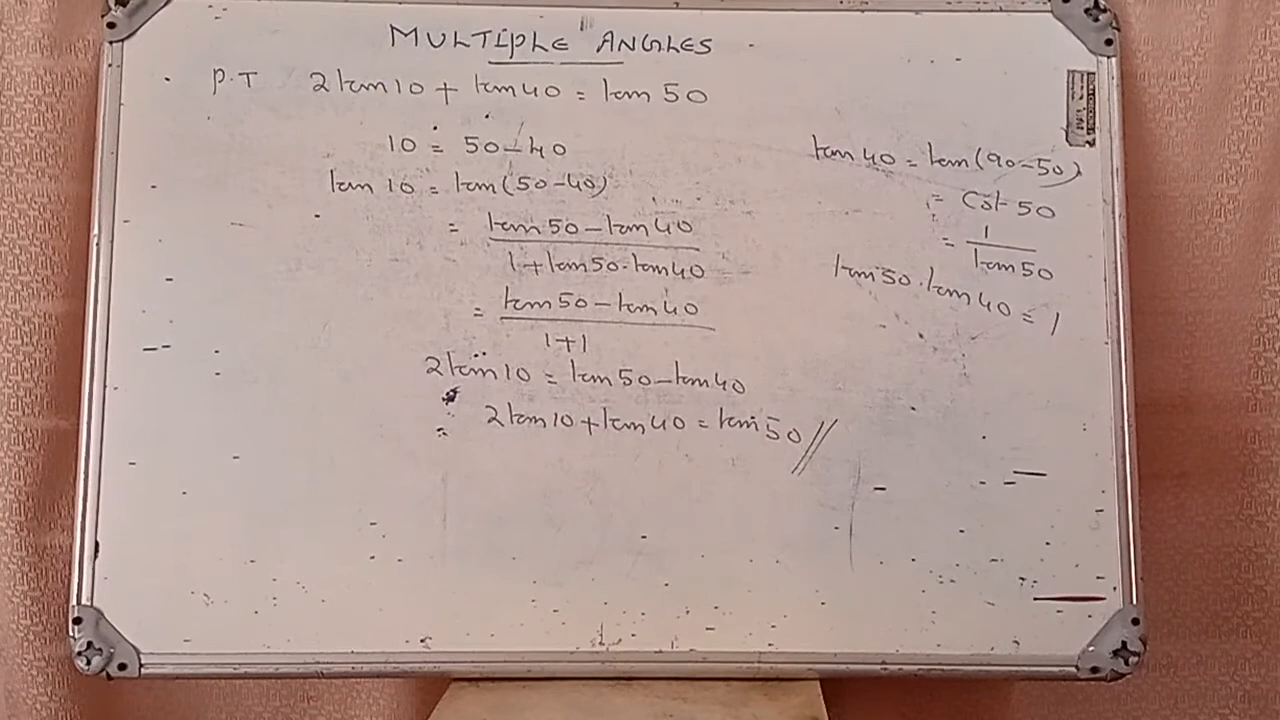 MULTIPLE ANGLES
P.T 2tan10 + tan40 = tan 50
10 = 50-40
tan 10 = tan(50-40)
= tan50-tan40
1+tan50.tan40
= tan50-tan40
1+1
2tan10 = tan50-tan40
2tan10+tan40 = tan50//
tan40 = tan(90-50)
= Cot 50
= 1
tan50
tan50.tan40 = 1